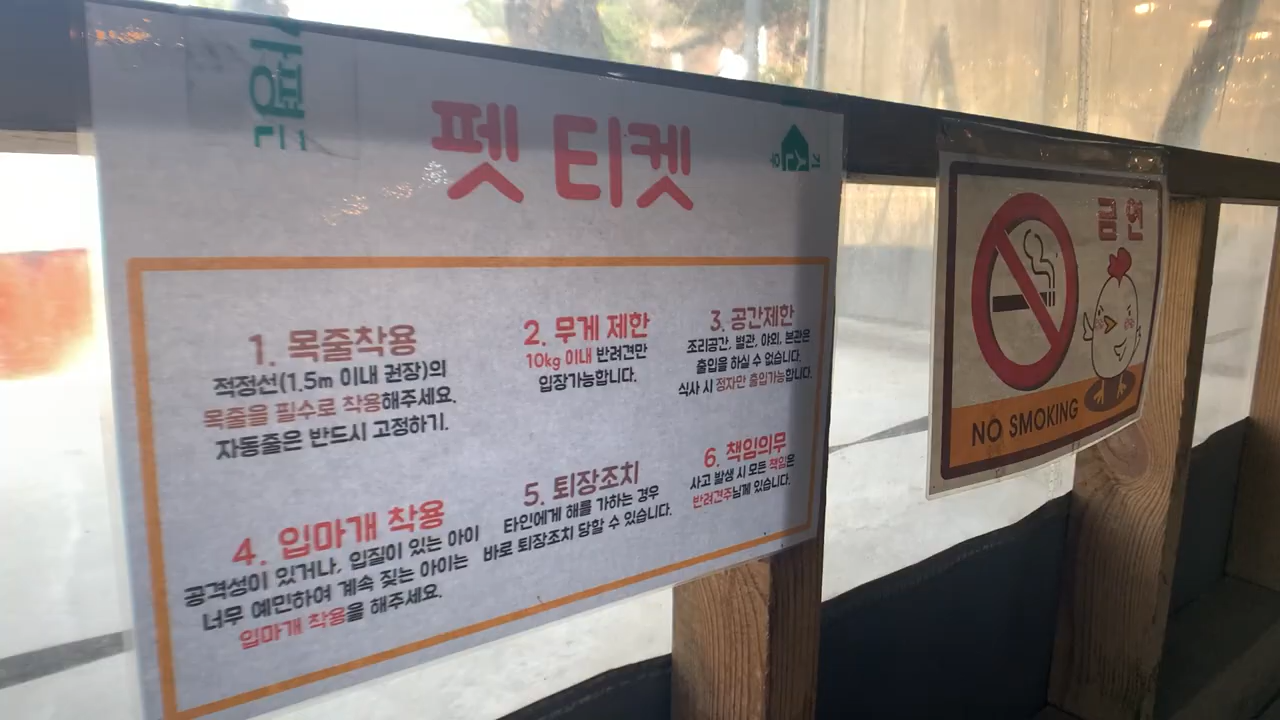 펫 티켓
1. 목줄착용
적정선(1.5m 이내 권장)의
목줄을 필수로 착용해주세요.
자동줄은 반드시 고정하기.
2. 무게 제한
10kg 이내 반려견만
입장가능합니다.
3. 공간제한
조리공간, 별관, 야외, 본관은
출입을 하실 수 없습니다.
식사 시 정자만 출입가능합니다.
4. 입마개 착용
공격성이 있거나, 입질이 있는 아이
너무 예민하여 계속 짖는 아이는
입마개 착용을 해주세요.
5. 퇴장조치
타인에게 해를 가하는 경우
바로 퇴장조치 당할 수 있습니다.
6. 책임의무
사고 발생 시 모든 책임은
반려견주님께 있습니다.
금연
NO SMOKING